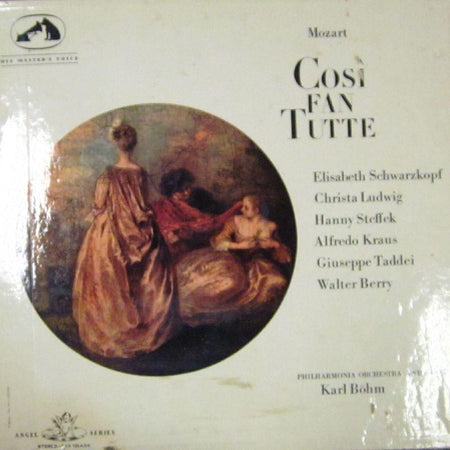 HIS MASTER'S VOICE
Mozart
COSÌ
FAN
TUTTE
Elisabeth Schwarzkopf
Christa Ludwig
Hanny Steffek
Alfredo Kraus
Giuseppe Taddei
Walter Berry
PHILHARMONIA ORCHESTRA
Karl Böhm
ANGEL SERIES
STEREO